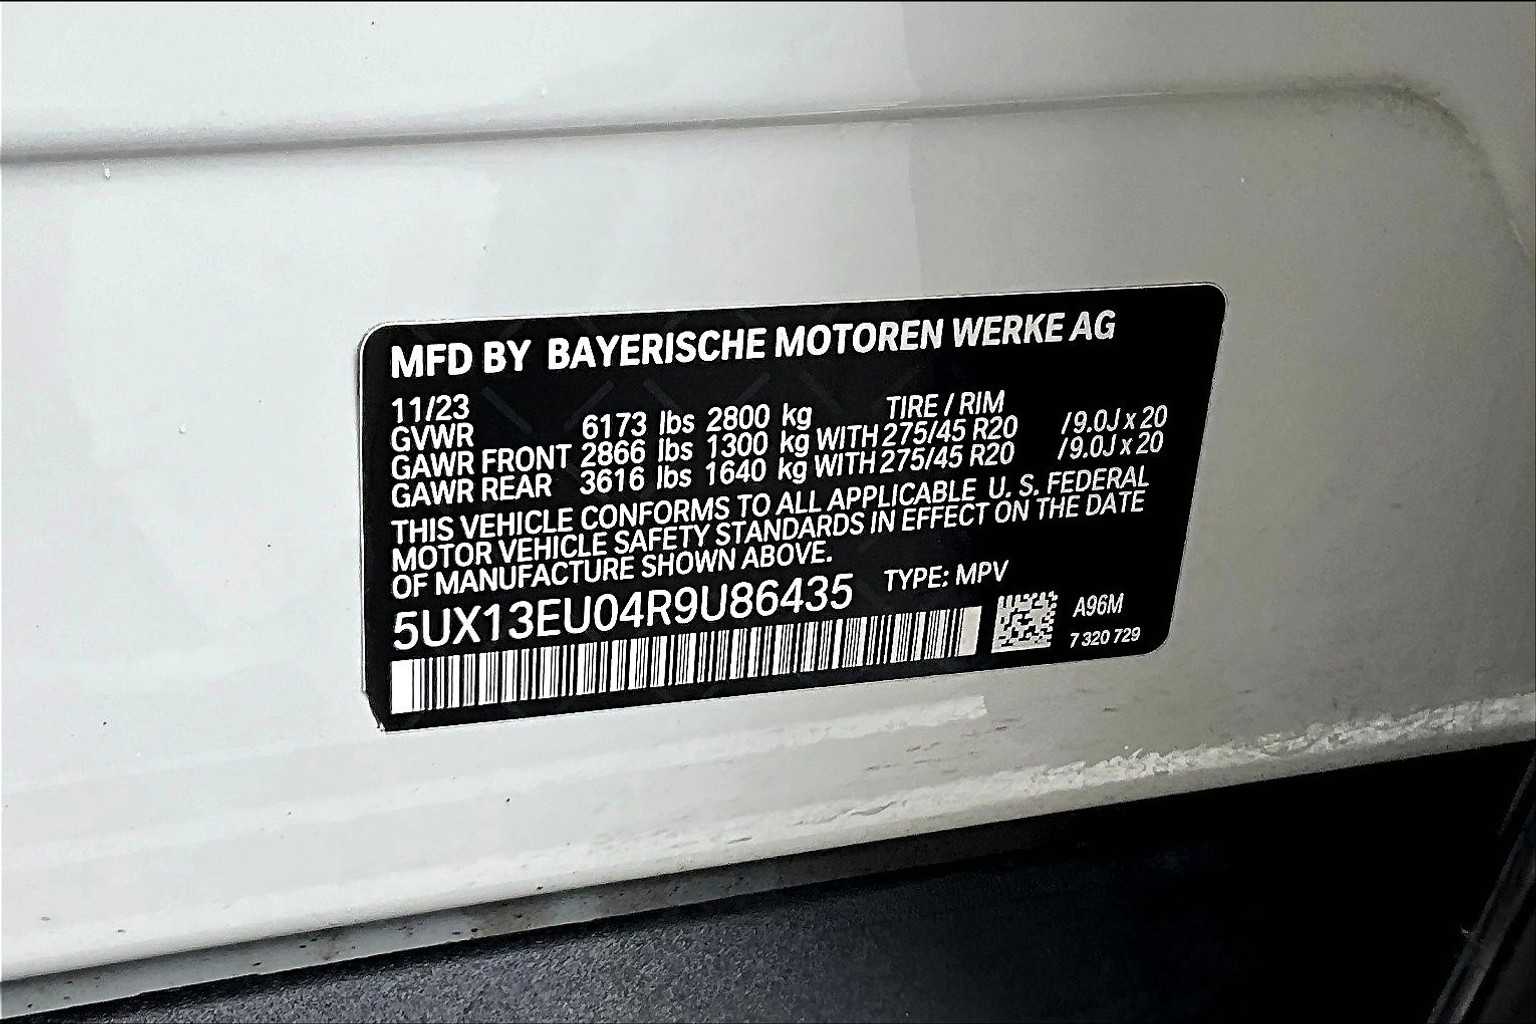 MFD BY BAYERISCHE MOTOREN WERKE AG
11/23 TIRE / RIM
GVWR 6173 lbs 2800 kg
GAWR FRONT 2866 lbs 1300 kg WITH 275/45 R20 /9.0J x 20
GAWR REAR 3616 lbs 1640 kg WITH 275/45 R20 /9.0J x 20
THIS VEHICLE CONFORMS TO ALL APPLICABLE U. S. FEDERAL
MOTOR VEHICLE SAFETY STANDARDS IN EFFECT ON THE DATE
OF MANUFACTURE SHOWN ABOVE.
5UX13EU04R9U86435 TYPE: MPV
A96M
7 320 729